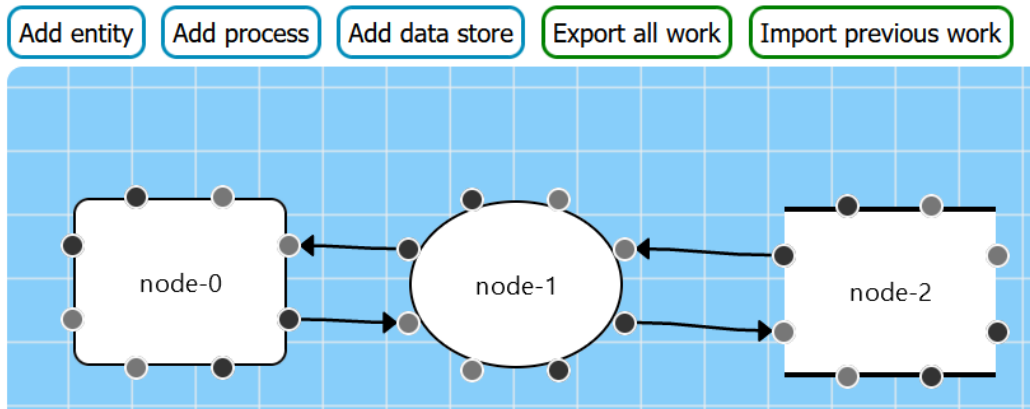 Add entity Add process Add data store Export all work Import previous work
node-0 node-1 node-2